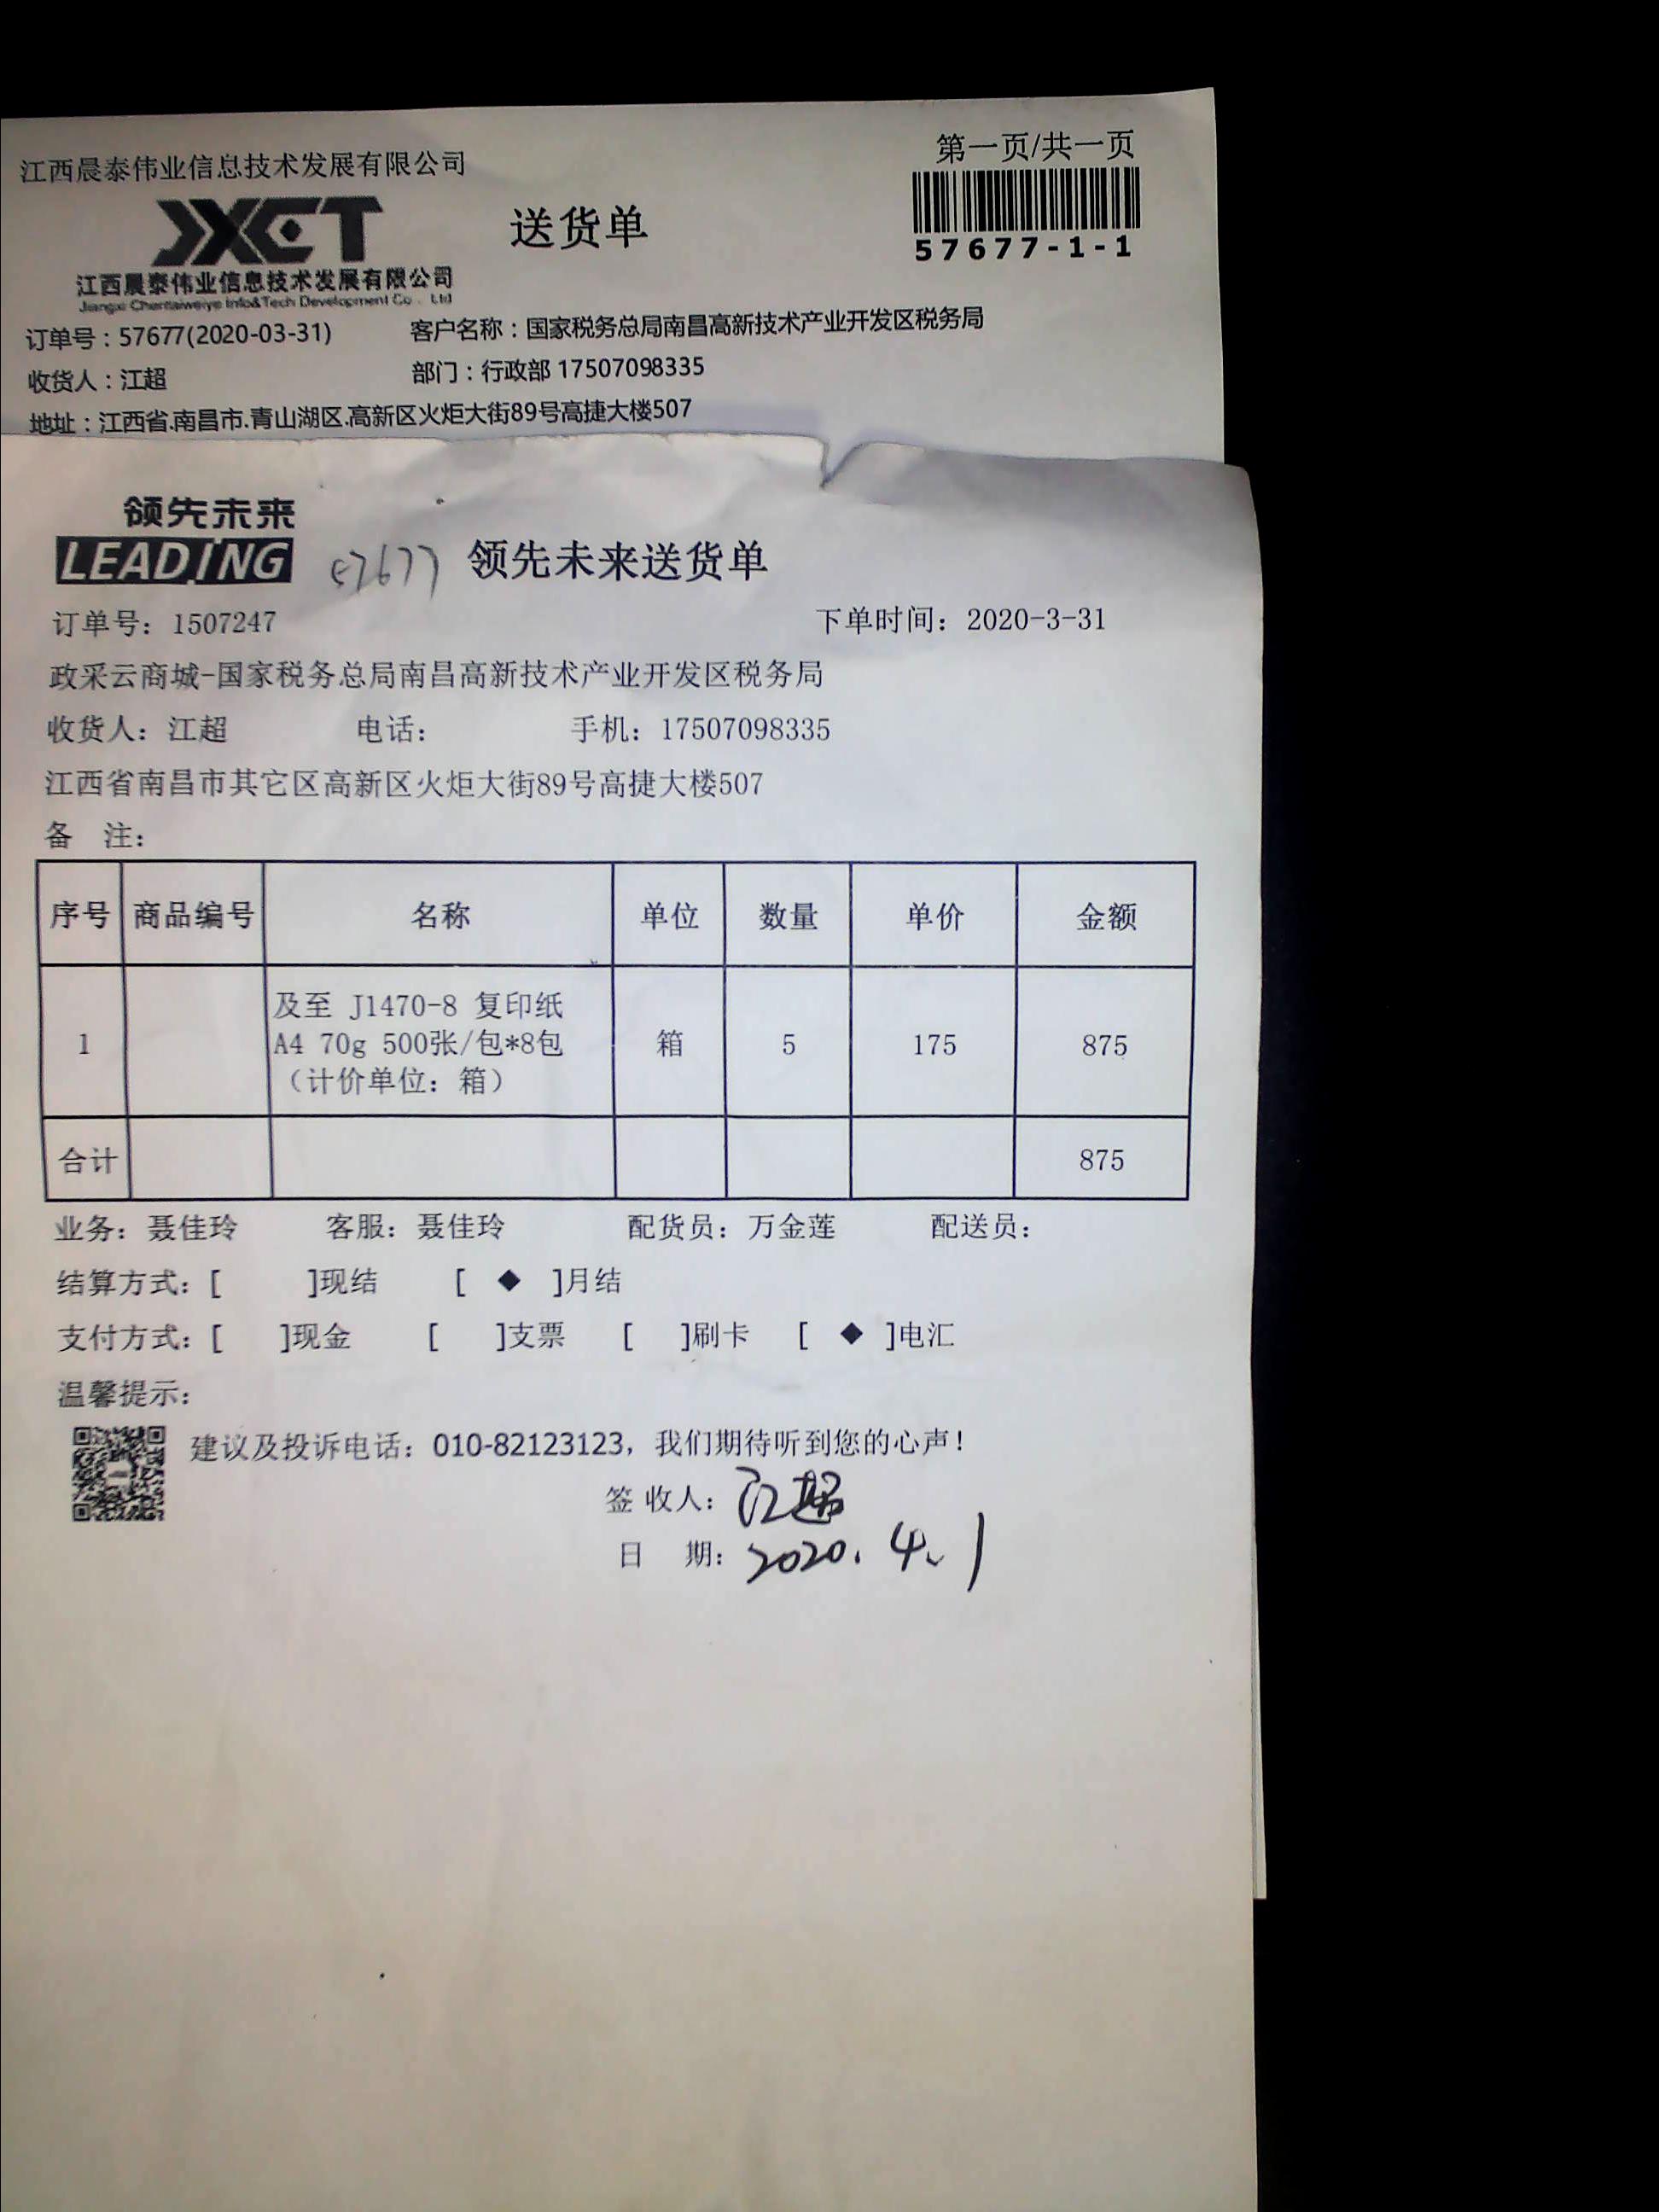 江西晨泰伟业信息技术发展有限公司
第一页/共一页
JXCT
送货单
57677-1-1
江西晨泰伟业信息技术发展有限公司
Jiangxi Chentaiweiye Info&Tech Development Co., Ltd
订单号：57677(2020-03-31) 客户名称：国家税务总局南昌高新技术产业开发区税务局
收货人：江超 部门：行政部 17507098335
地址：江西省.南昌市.青山湖区.高新区火炬大街89号高捷大楼507
领先未来
LEADING 57677 领先未来送货单
订单号：1507247 下单时间：2020-3-31
政采云商城-国家税务总局南昌高新技术产业开发区税务局
收货人：江超 电话： 手机：17507098335
江西省南昌市其它区高新区火炬大街89号高捷大楼507
备 注：
序号 商品编号 名称 单位 数量 单价 金额
及至 J1470-8 复印纸
1 A4 70g 500张/包*8包 箱 5 175 875
（计价单位：箱）
合计 875
业务：聂佳玲 客服：聂佳玲 配货员：万金莲 配送员：
结算方式：[ ]现结 [ ◆ ]月结
支付方式：[ ]现金 [ ]支票 [ ]刷卡 [ ◆ ]电汇
温馨提示：
建议及投诉电话：010-82123123，我们期待听到您的心声！
签 收人：江超
日 期：2020.4.1